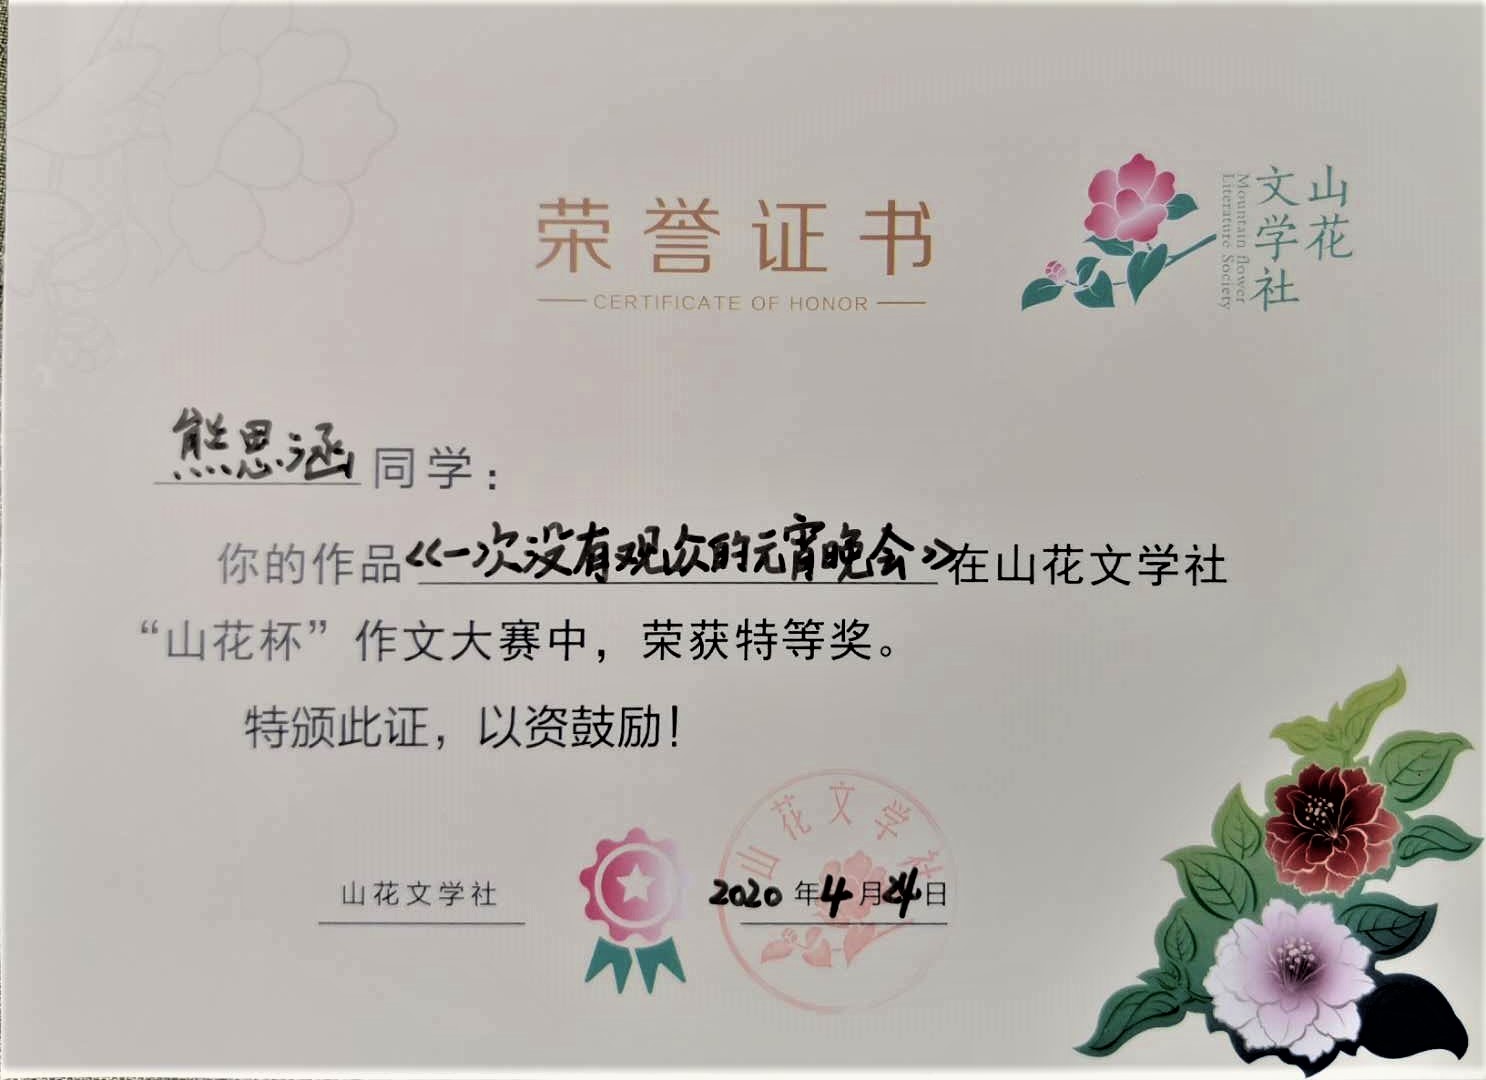 荣誉证书
CERTIFICATE OF HONOR
山花
文学社
Mountain flower
Literature Society
熊思涵同学：
你的作品《一次没有观众的元宵晚会》在山花文学社
“山花杯”作文大赛中，荣获特等奖。
特颁此证，以资鼓励！
山花文学社
山花文学社
2020年4月24日